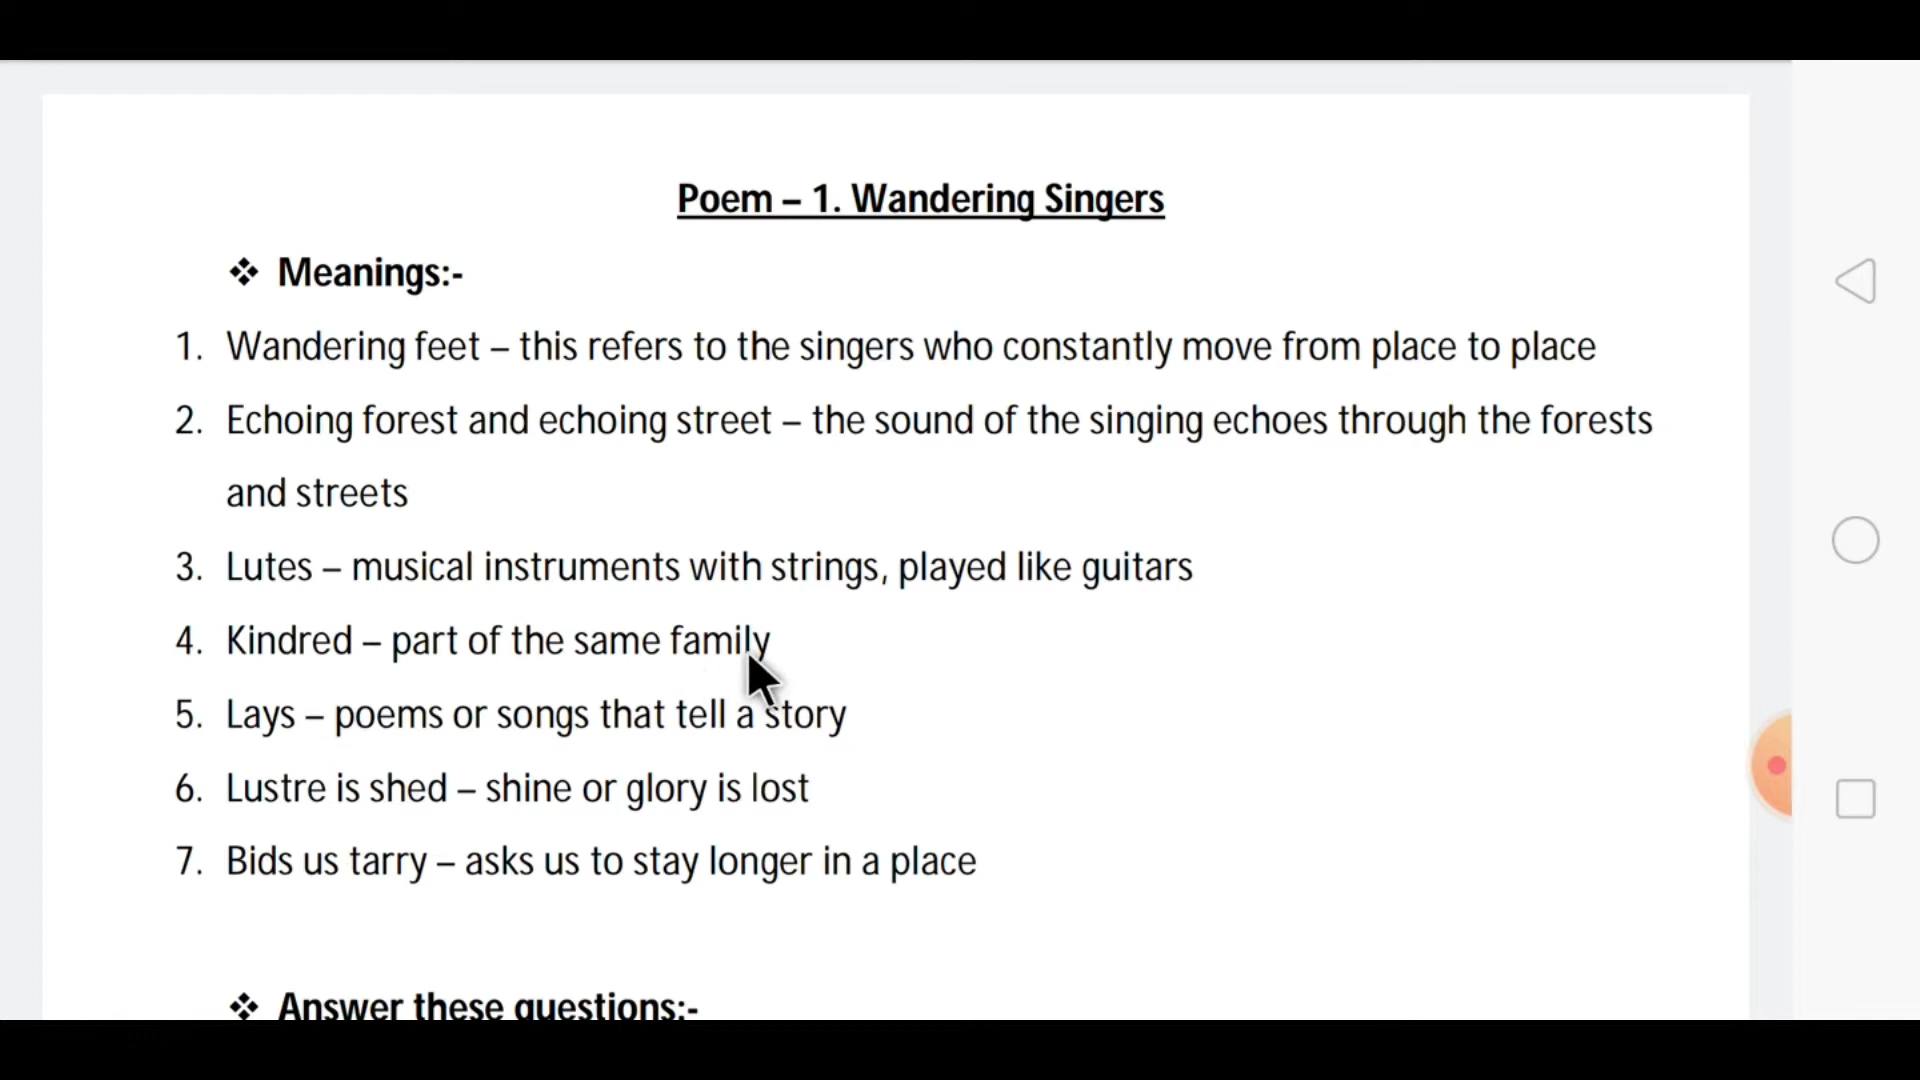 Poem – 1. Wandering Singers
❖ Meanings:-
1. Wandering feet – this refers to the singers who constantly move from place to place
2. Echoing forest and echoing street – the sound of the singing echoes through the forests
and streets
3. Lutes – musical instruments with strings, played like guitars
4. Kindred – part of the same family
5. Lays – poems or songs that tell a story
6. Lustre is shed – shine or glory is lost
7. Bids us tarry – asks us to stay longer in a place
❖ Answer these questions:-